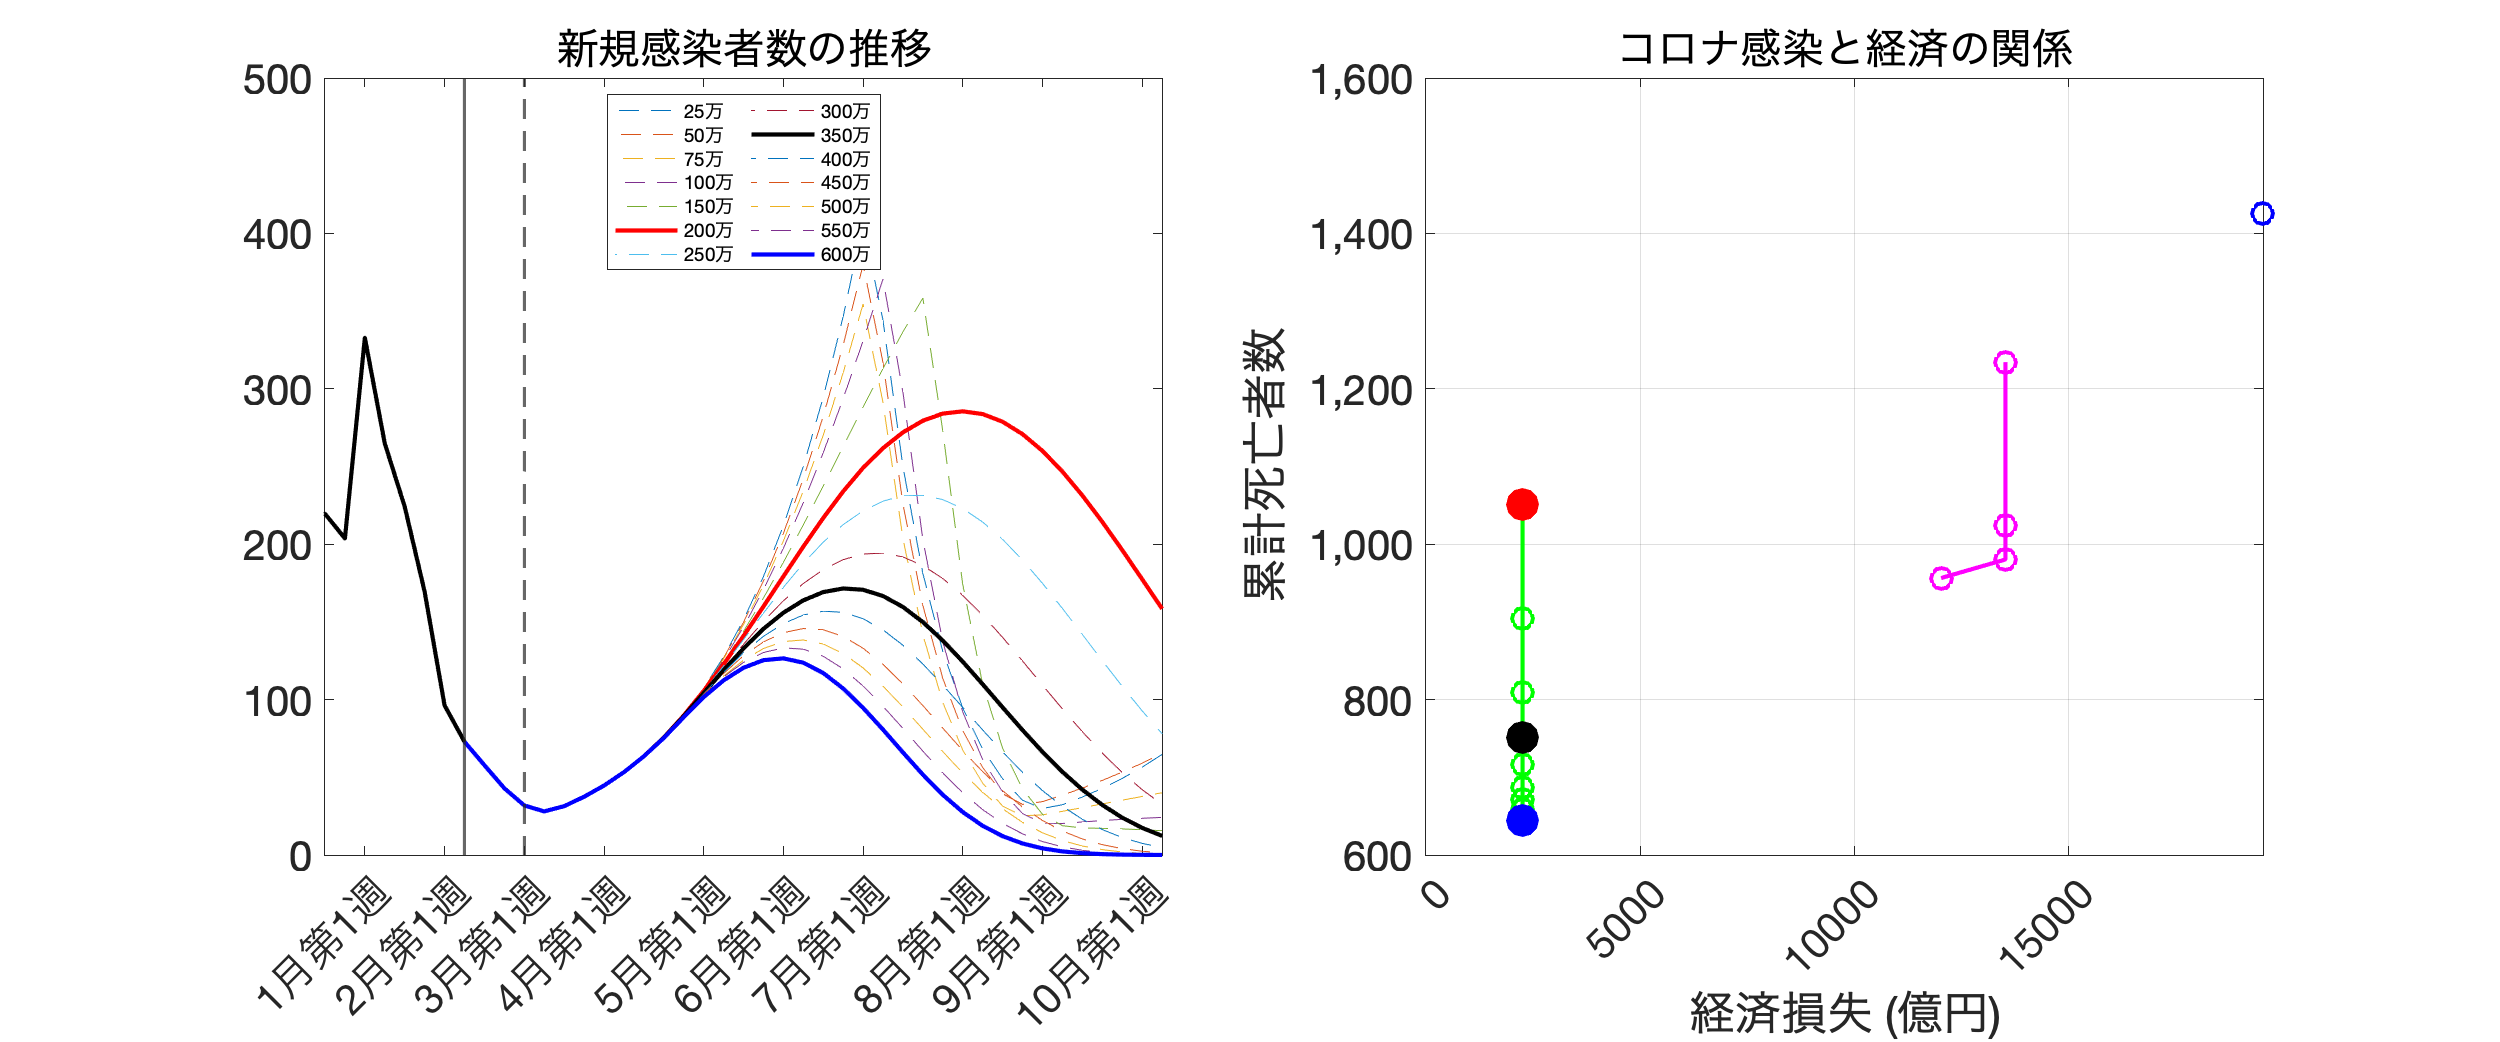 新規感染者数の推移
500
400
300
200
100
0
25万
50万
75万
100万
150万
200万
250万
300万
350万
400万
450万
500万
550万
600万
1月第1週
2月第1週
3月第1週
4月第1週
5月第1週
6月第1週
7月第1週
8月第1週
9月第1週
10月第1週
コロナ感染と経済の関係
累計死亡者数
1,600
1,400
1,200
1,000
800
600
0
5000
10000
15000
経済損失 (億円)